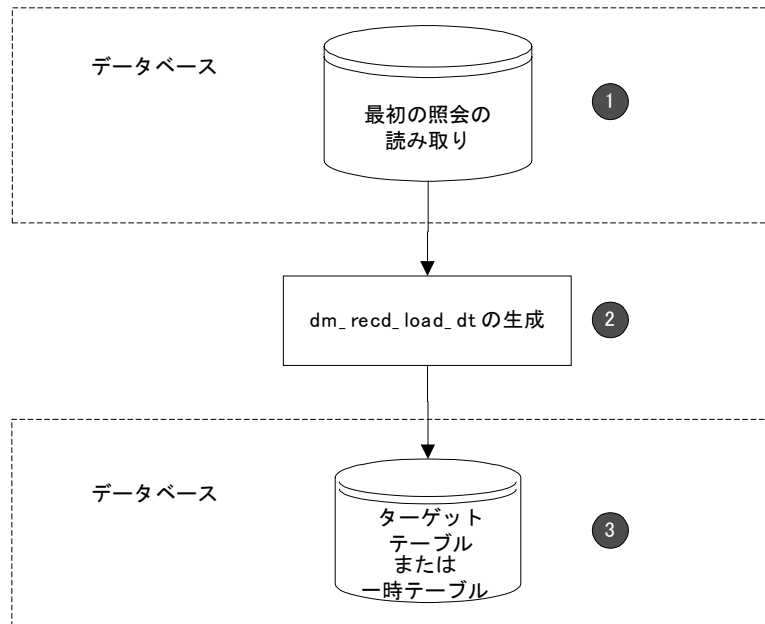 データベース
最初の照会の
読み取り
1
dm_recd_load_dtの生成
2
データベース
ターゲット
テーブル
または
一時テーブル
3